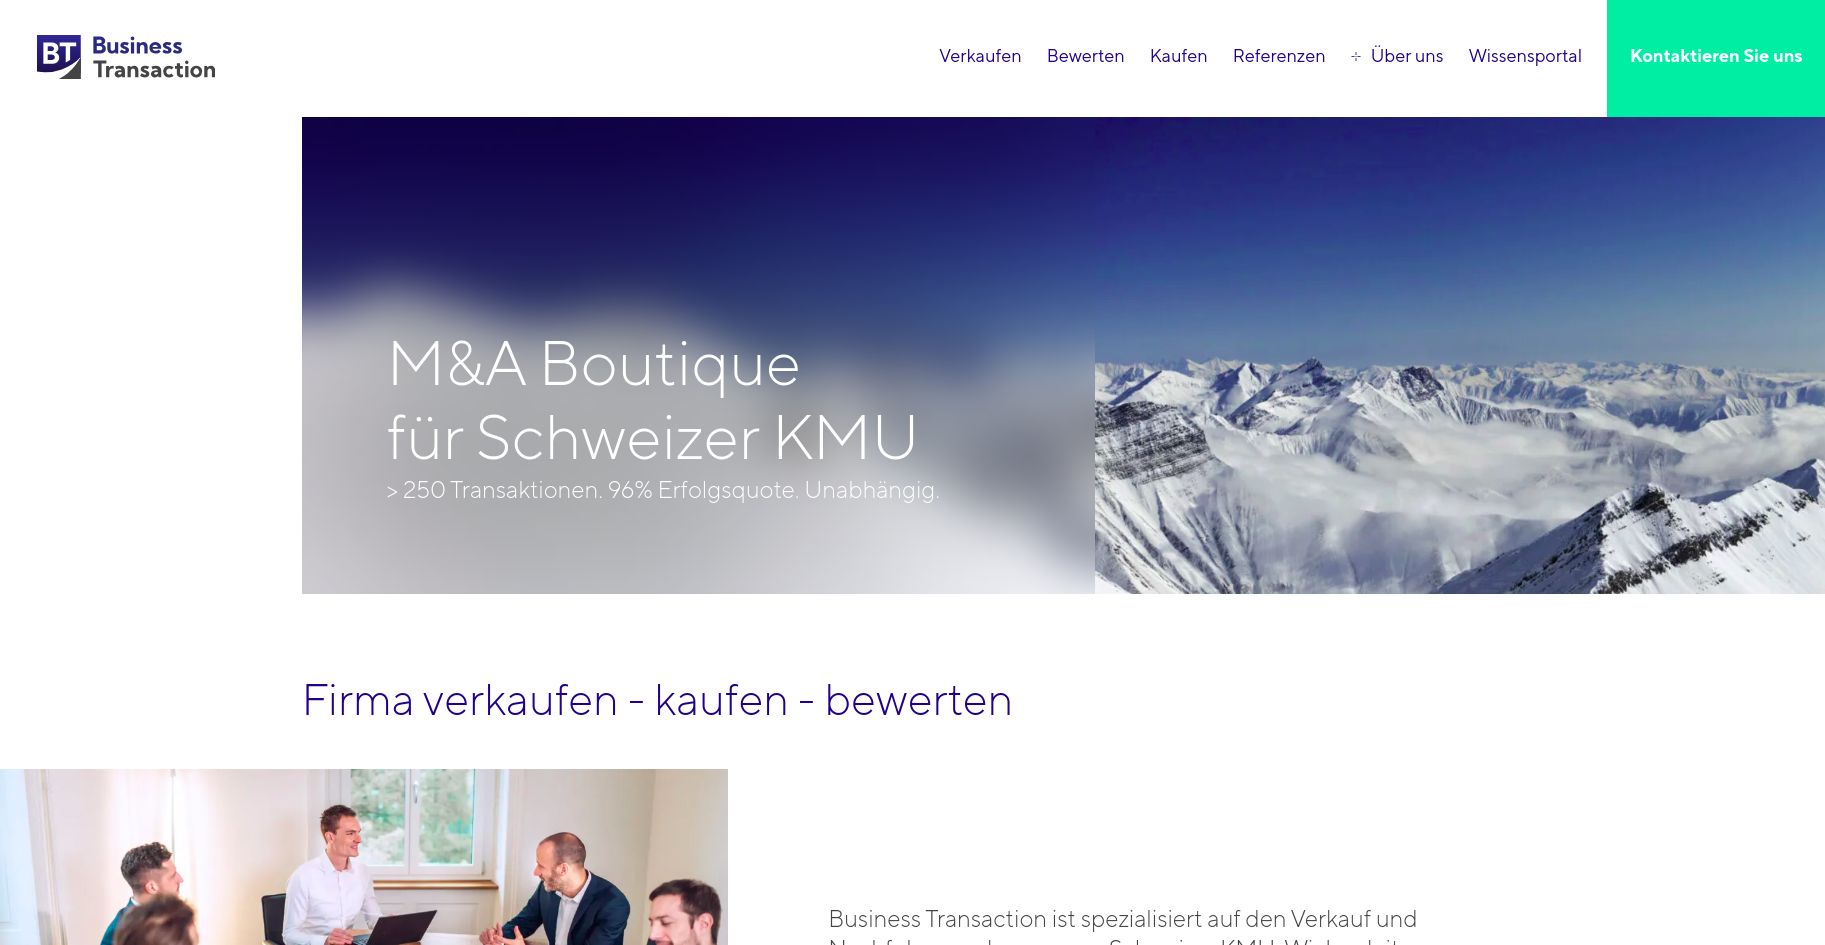 BT Business
Transaction
Verkaufen Bewerten Kaufen Referenzen + Über uns Wissensportal Kontaktieren Sie uns
M&A Boutique
für Schweizer KMU
> 250 Transaktionen. 96% Erfolgsquote. Unabhängig.
Firma verkaufen - kaufen - bewerten
Business Transaction ist spezialisiert auf den Verkauf und